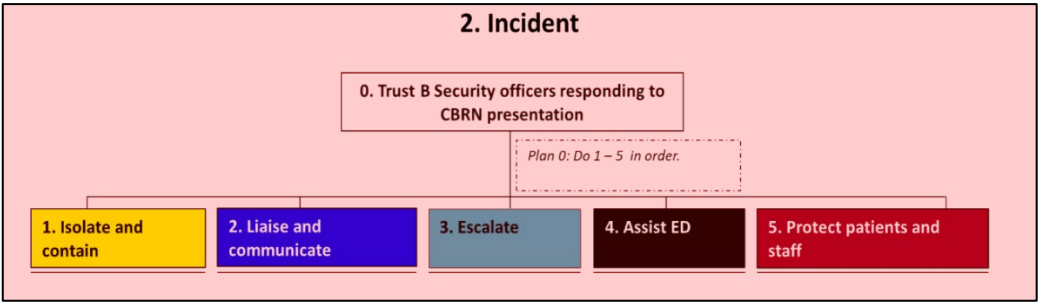 2. Incident
0. Trust B Security officers responding to
CBRN presentation
Plan 0: Do 1 – 5 in order.
1. Isolate and
contain
2. Liaise and
communicate
3. Escalate
4. Assist ED
5. Protect patients and
staff